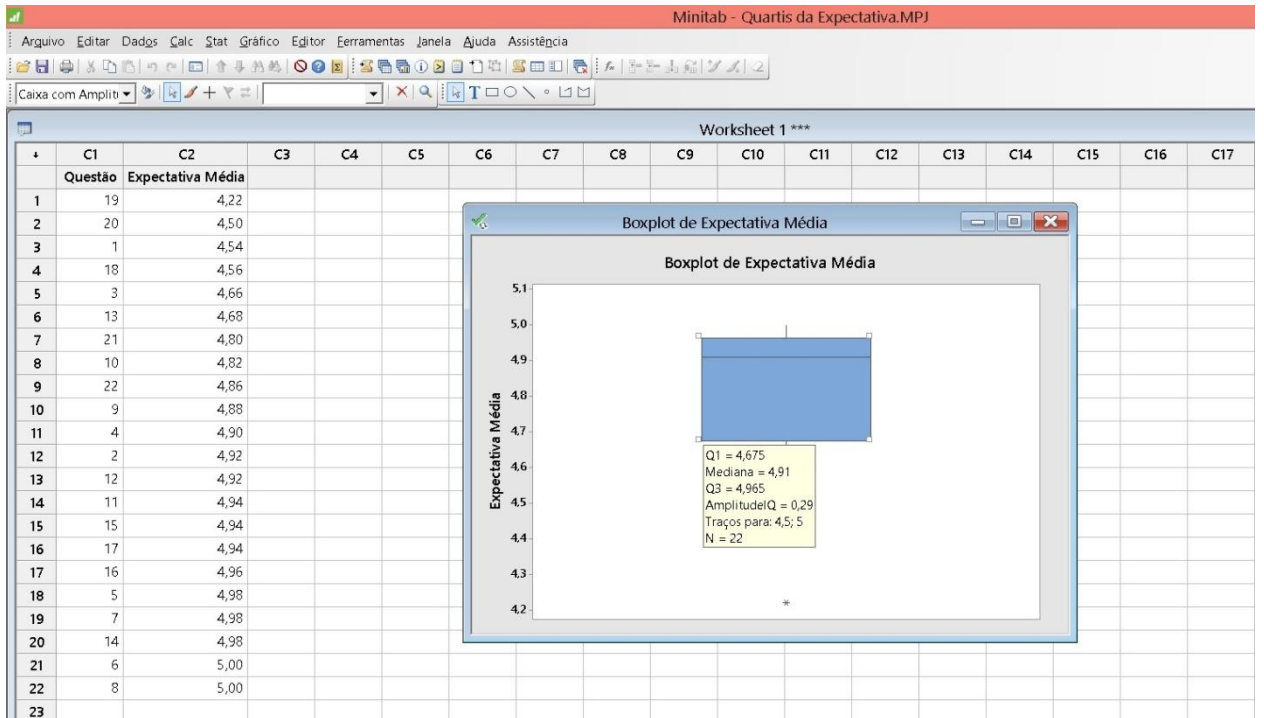 Minitab - Quartis da Expectativa.MPJ
Arquivo Editar Dados Calc Stat Gráfico Editor Ferramentas Janela Ajuda Assistência
Caixa com Amplit
Worksheet 1 ***
C1 C2 C3 C4 C5 C6 C7 C8 C9 C10 C11 C12 C13 C14 C15 C16 C17
Questão Expectativa Média
1 19 4,22
2 20 4,50
3 1 4,54
4 18 4,56
5 3 4,66
6 13 4,68
7 21 4,80
8 10 4,82
9 22 4,86
10 9 4,88
11 4 4,90
12 2 4,92
13 12 4,92
14 11 4,94
15 15 4,94
16 17 4,94
17 16 4,96
18 5 4,98
19 7 4,98
20 14 4,98
21 6 5,00
22 8 5,00
23
Boxplot de Expectativa Média
Boxplot de Expectativa Média
Expectativa Média
5,1
5,0
4,9
4,8
4,7
4,6
4,5
4,4
4,3
4,2
Q1 = 4,675
Mediana = 4,91
Q3 = 4,965
AmplitudeIQ = 0,29
Traços para: 4,5; 5
N = 22
*